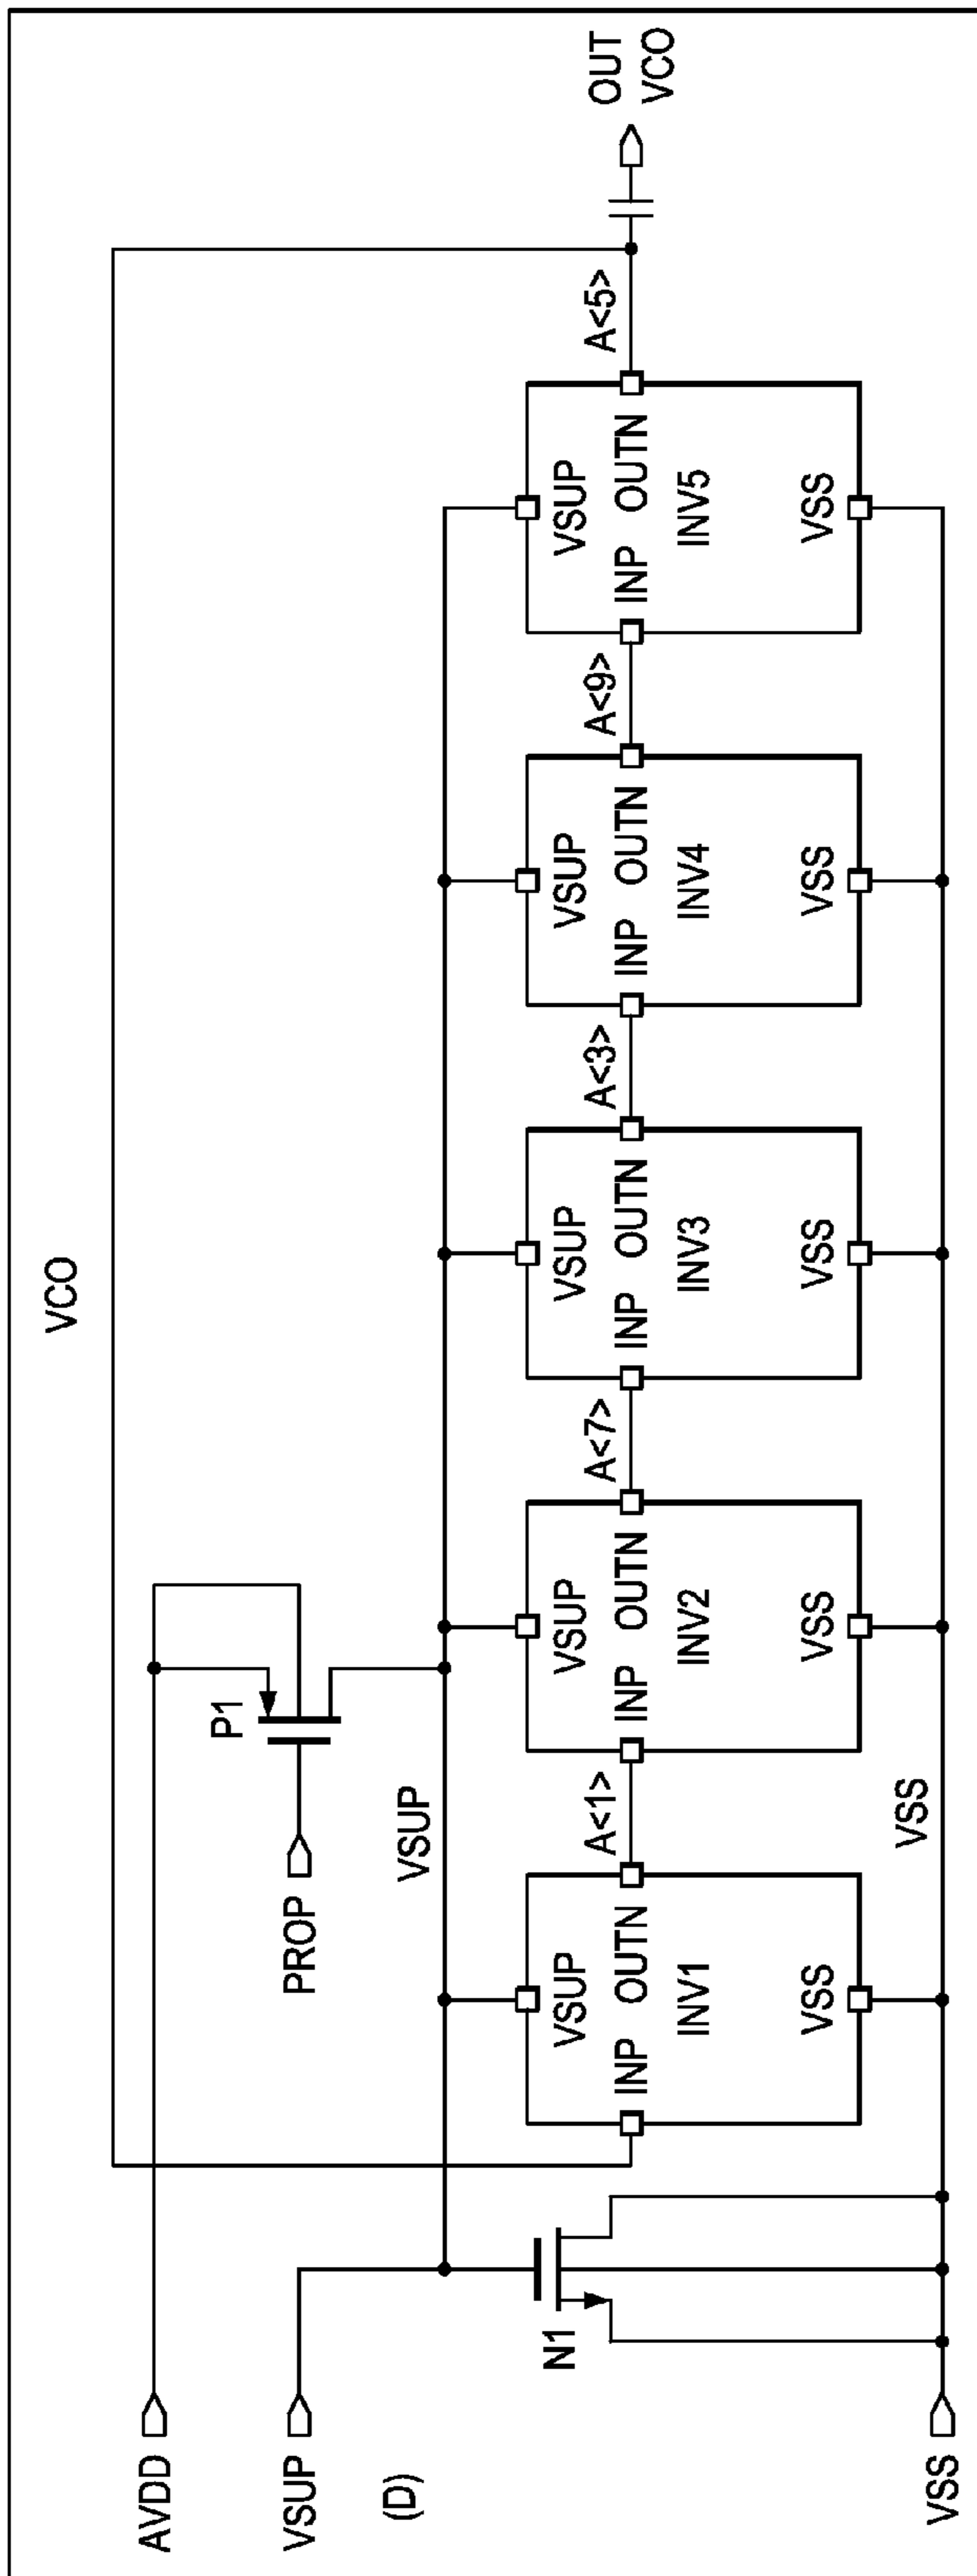 VCO
AVDD
VSUP
(D)
VSS
PROP
P1
N1
VSUP
VSS
VSUP
INP OUTN
INV1
VSS
A<1>
VSUP
INP OUTN
INV2
VSS
A<7>
VSUP
INP OUTN
INV3
VSS
A<3>
VSUP
INP OUTN
INV4
VSS
A<9>
VSUP
INP OUTN
INV5
VSS
A<5>
OUT
VCO